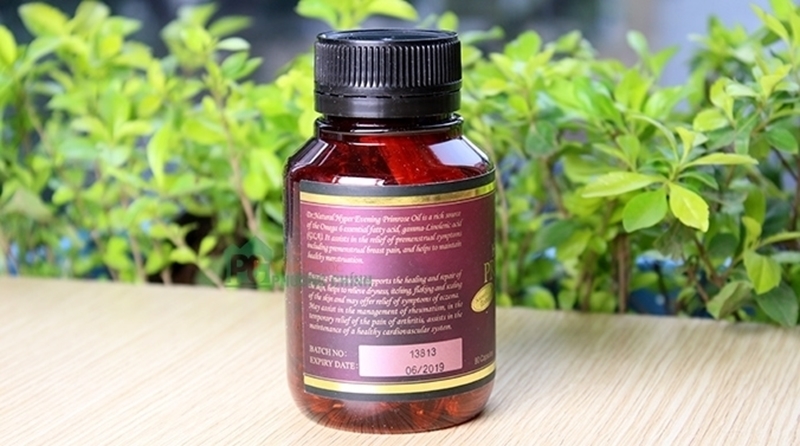 Dr.Natural Hyper Evening Primrose Oil is a rich source
of the Omega 6 essential fatty acid, gamma-Linolenic acid
(GLA). It assists in the relief of premenstrual symptoms
including premenstrual breast pain, and helps to maintain
healthy menstruation.
supports the healing and repair of
the skin, helps to relieve dryness, itching, flaking and scaling
of the skin and may offer relief of symptoms of eczema.
May assist in the management of rheumatism, in the
temporary relief of the pain of arthritis, assists in the
maintenance of a healthy cardiovascular system.
BATCH NO: 13813
EXPIRY DATE: 06/2019